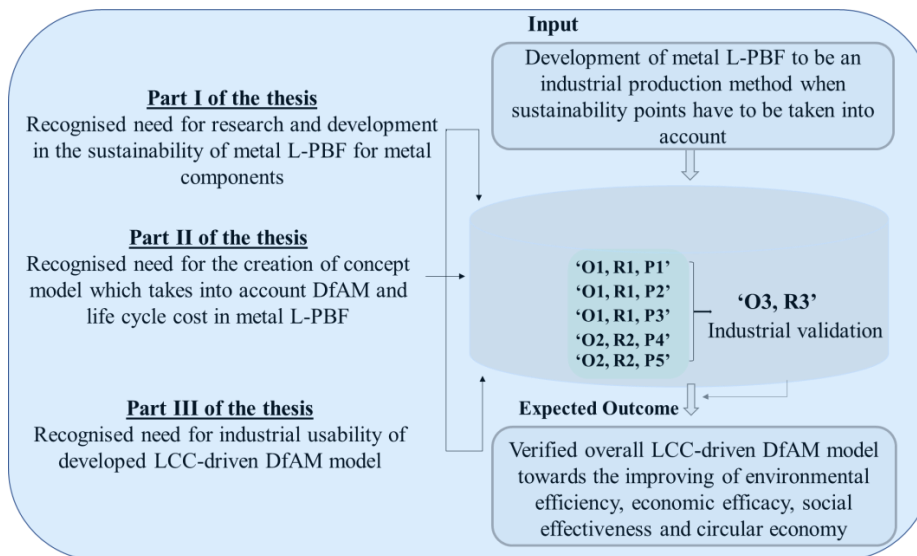 Input
Development of metal L-PBF to be an
industrial production method when
sustainability points have to be taken into
account
Part I of the thesis
Recognised need for research and development
in the sustainability of metal L-PBF for metal
components
Part II of the thesis
Recognised need for the creation of concept
model which takes into account DfAM and
life cycle cost in metal L-PBF
Part III of the thesis
Recognised need for industrial usability of
developed LCC-driven DfAM model
‘O1, R1, P1’
‘O1, R1, P2’
‘O1, R1, P3’
‘O2, R2, P4’
‘O2, R2, P5’
‘O3, R3’
Industrial validation
Expected Outcome
Verified overall LCC-driven DfAM model
towards the improving of environmental
efficiency, economic efficacy, social
effectiveness and circular economy